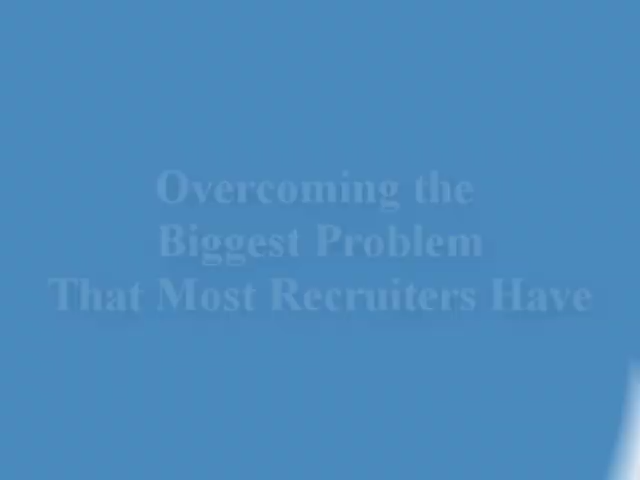 Overcoming the
Biggest Problem
That Most Recruiters Have